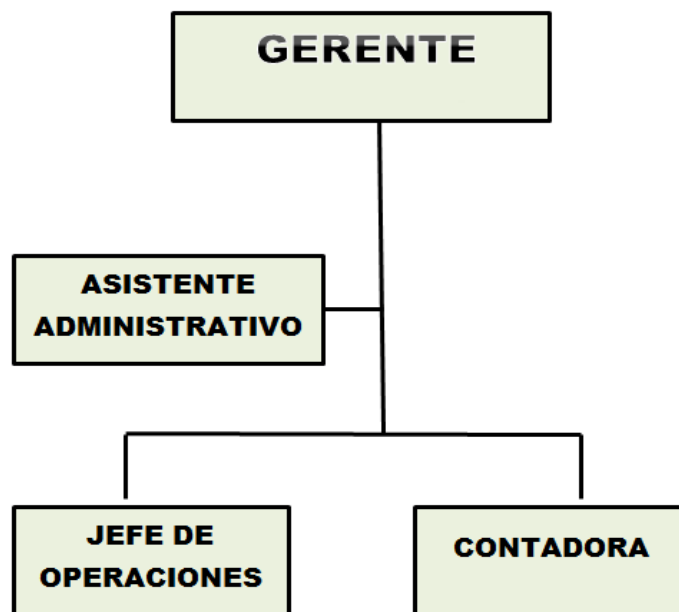 GERENTE
ASISTENTE
ADMINISTRATIVO
JEFE DE
OPERACIONES
CONTADORA